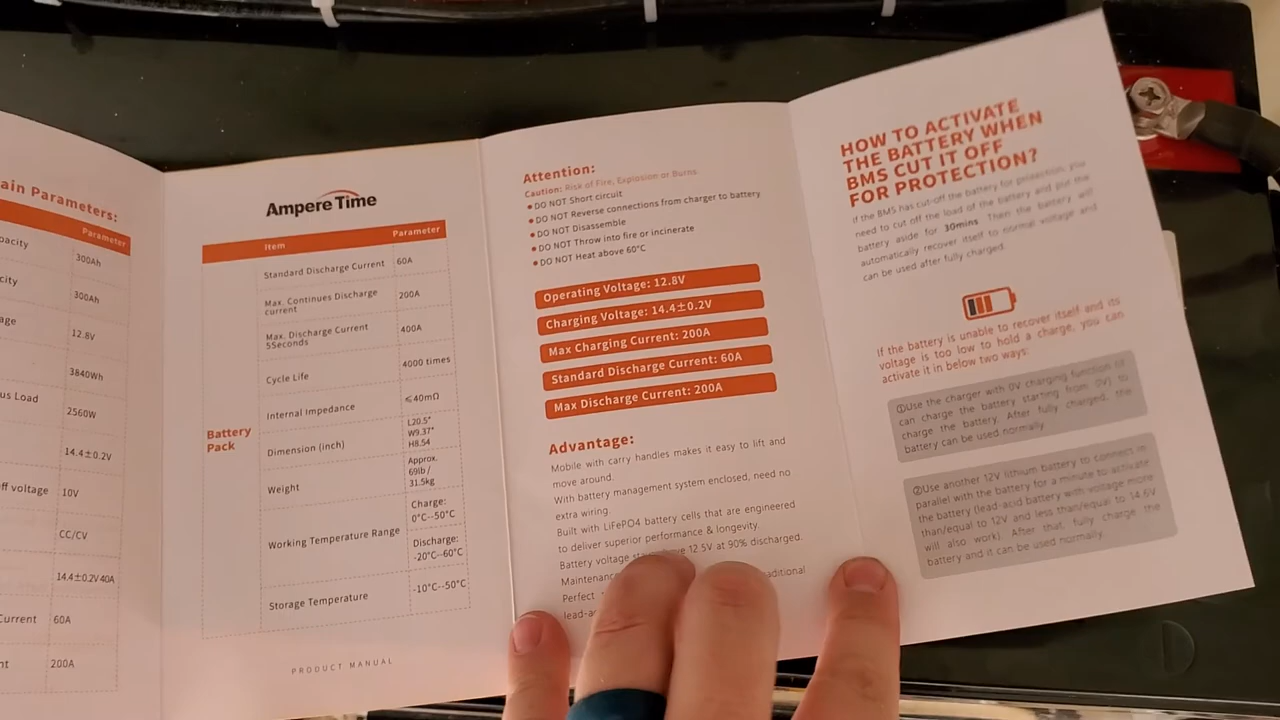 ain Parameters:
Parameter
pacity 300Ah
city 300Ah
age 12.8V
3840Wh
us Load 2560W
14.4±0.2V
ff voltage 10V
CC/CV
14.4±0.2V 40A
Current 60A
nt 200A
Ampere Time
Item Parameter
Battery
Pack
Standard Discharge Current 60A
Max. Continues Discharge
current 200A
Max. Discharge Current
5Seconds 400A
Cycle Life 4000 times
Internal Impedance ≤40mΩ
Dimension (inch) L20.5"
W9.37"
H8.54
Weight Approx.
69lb/
31.5kg
Working Temperature Range Charge:
0°C--50°C
Discharge:
-20°C--60°C
Storage Temperature -10°C--50°C
PRODUCT MANUAL
Attention:
Caution: Risk of Fire, Explosion or Burns.
• DO NOT Short circuit
• DO NOT Reverse connections from charger to battery
• DO NOT Disassemble
• DO NOT Throw into fire or incinerate
• DO NOT Heat above 60°C
Operating Voltage: 12.8V
Charging Voltage: 14.4±0.2V
Max Charging Current: 200A
Standard Discharge Current: 60A
Max Discharge Current: 200A
Advantage:
Mobile with carry handles makes it easy to lift and
move around.
With battery management system enclosed, need no
extra wiring.
Built with LiFePO4 battery cells that are engineered
to deliver superior performance & longevity.
Battery voltage 12.5V at 90% discharged.
Maintenanc
Perfect aditional
lead-ac
HOW TO ACTIVATE
THE BATTERY WHEN
BMS CUT IT OFF
FOR PROTECTION?
If the BMS has cut-off the battery for protection, you
need to cut off the load of the battery and put the
battery aside for 30mins. Then the battery will
automatically recover itself to normal voltage and
can be used after fully charged.
If the battery is unable to recover itself and its
voltage is too low to hold a charge, you can
activate it in below two ways:
①Use the charger with 0V charging function (it
can charge the battery starting from 0V) to
charge the battery. After fully charged, the
battery can be used normally.
②Use another 12V lithium battery to connect in
parallel with the battery for a minute to activate
the battery (lead-acid battery with voltage more
than/equal to 12V and less than/equal to 14.6V
will also work). After that, fully charge the
battery and it can be used normally.